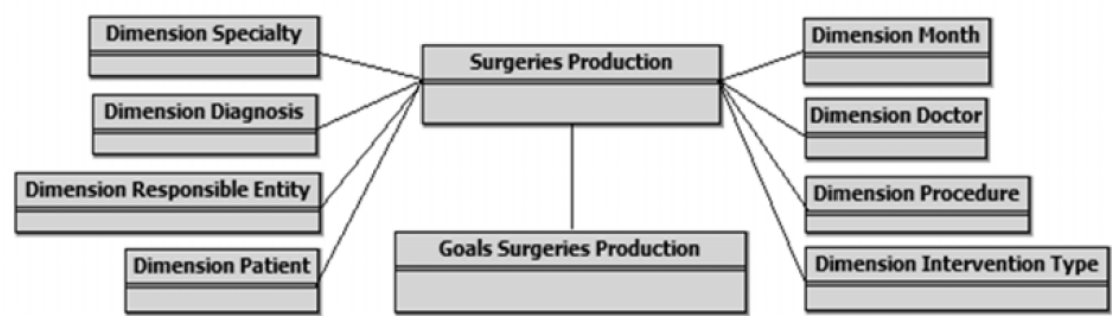 Dimension Specialty
Dimension Diagnosis
Dimension Responsible Entity
Dimension Patient
Surgeries Production
Goals Surgeries Production
Dimension Month
Dimension Doctor
Dimension Procedure
Dimension Intervention Type